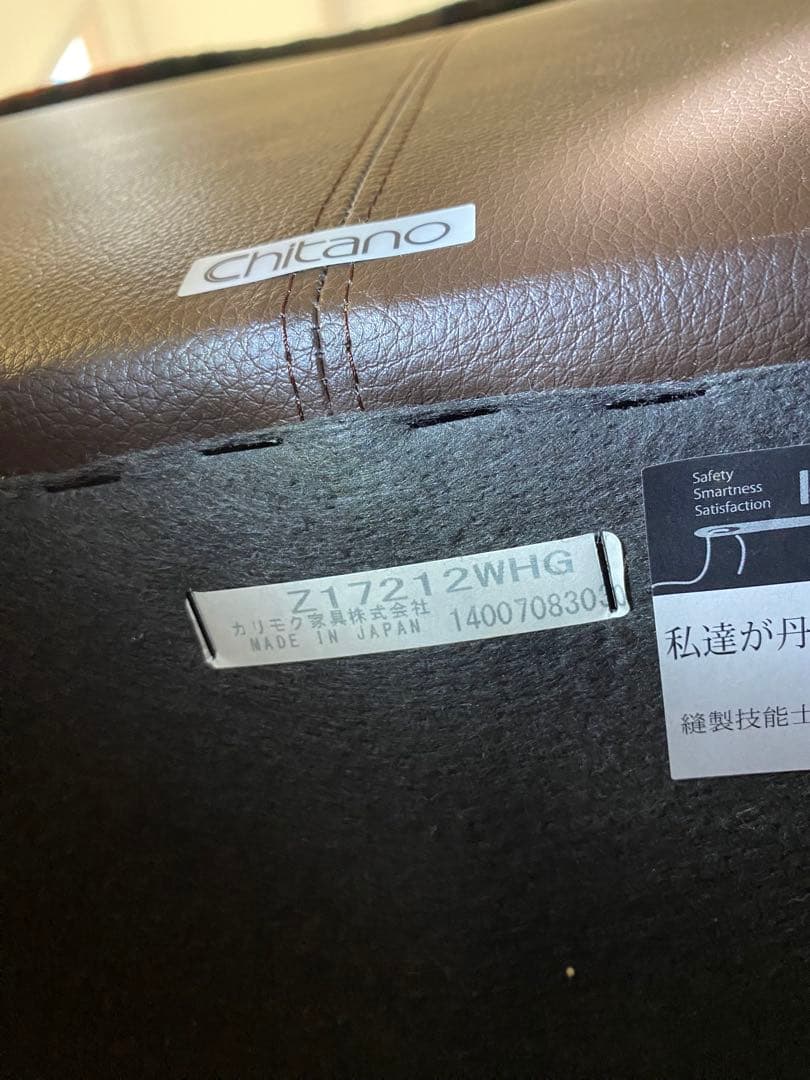 Chitano
Safety
Smartness
Satisfaction
Z17212WHG
カリモク家具株式会社
MADE IN JAPAN 1400708303
私達が丹
縫製技能士